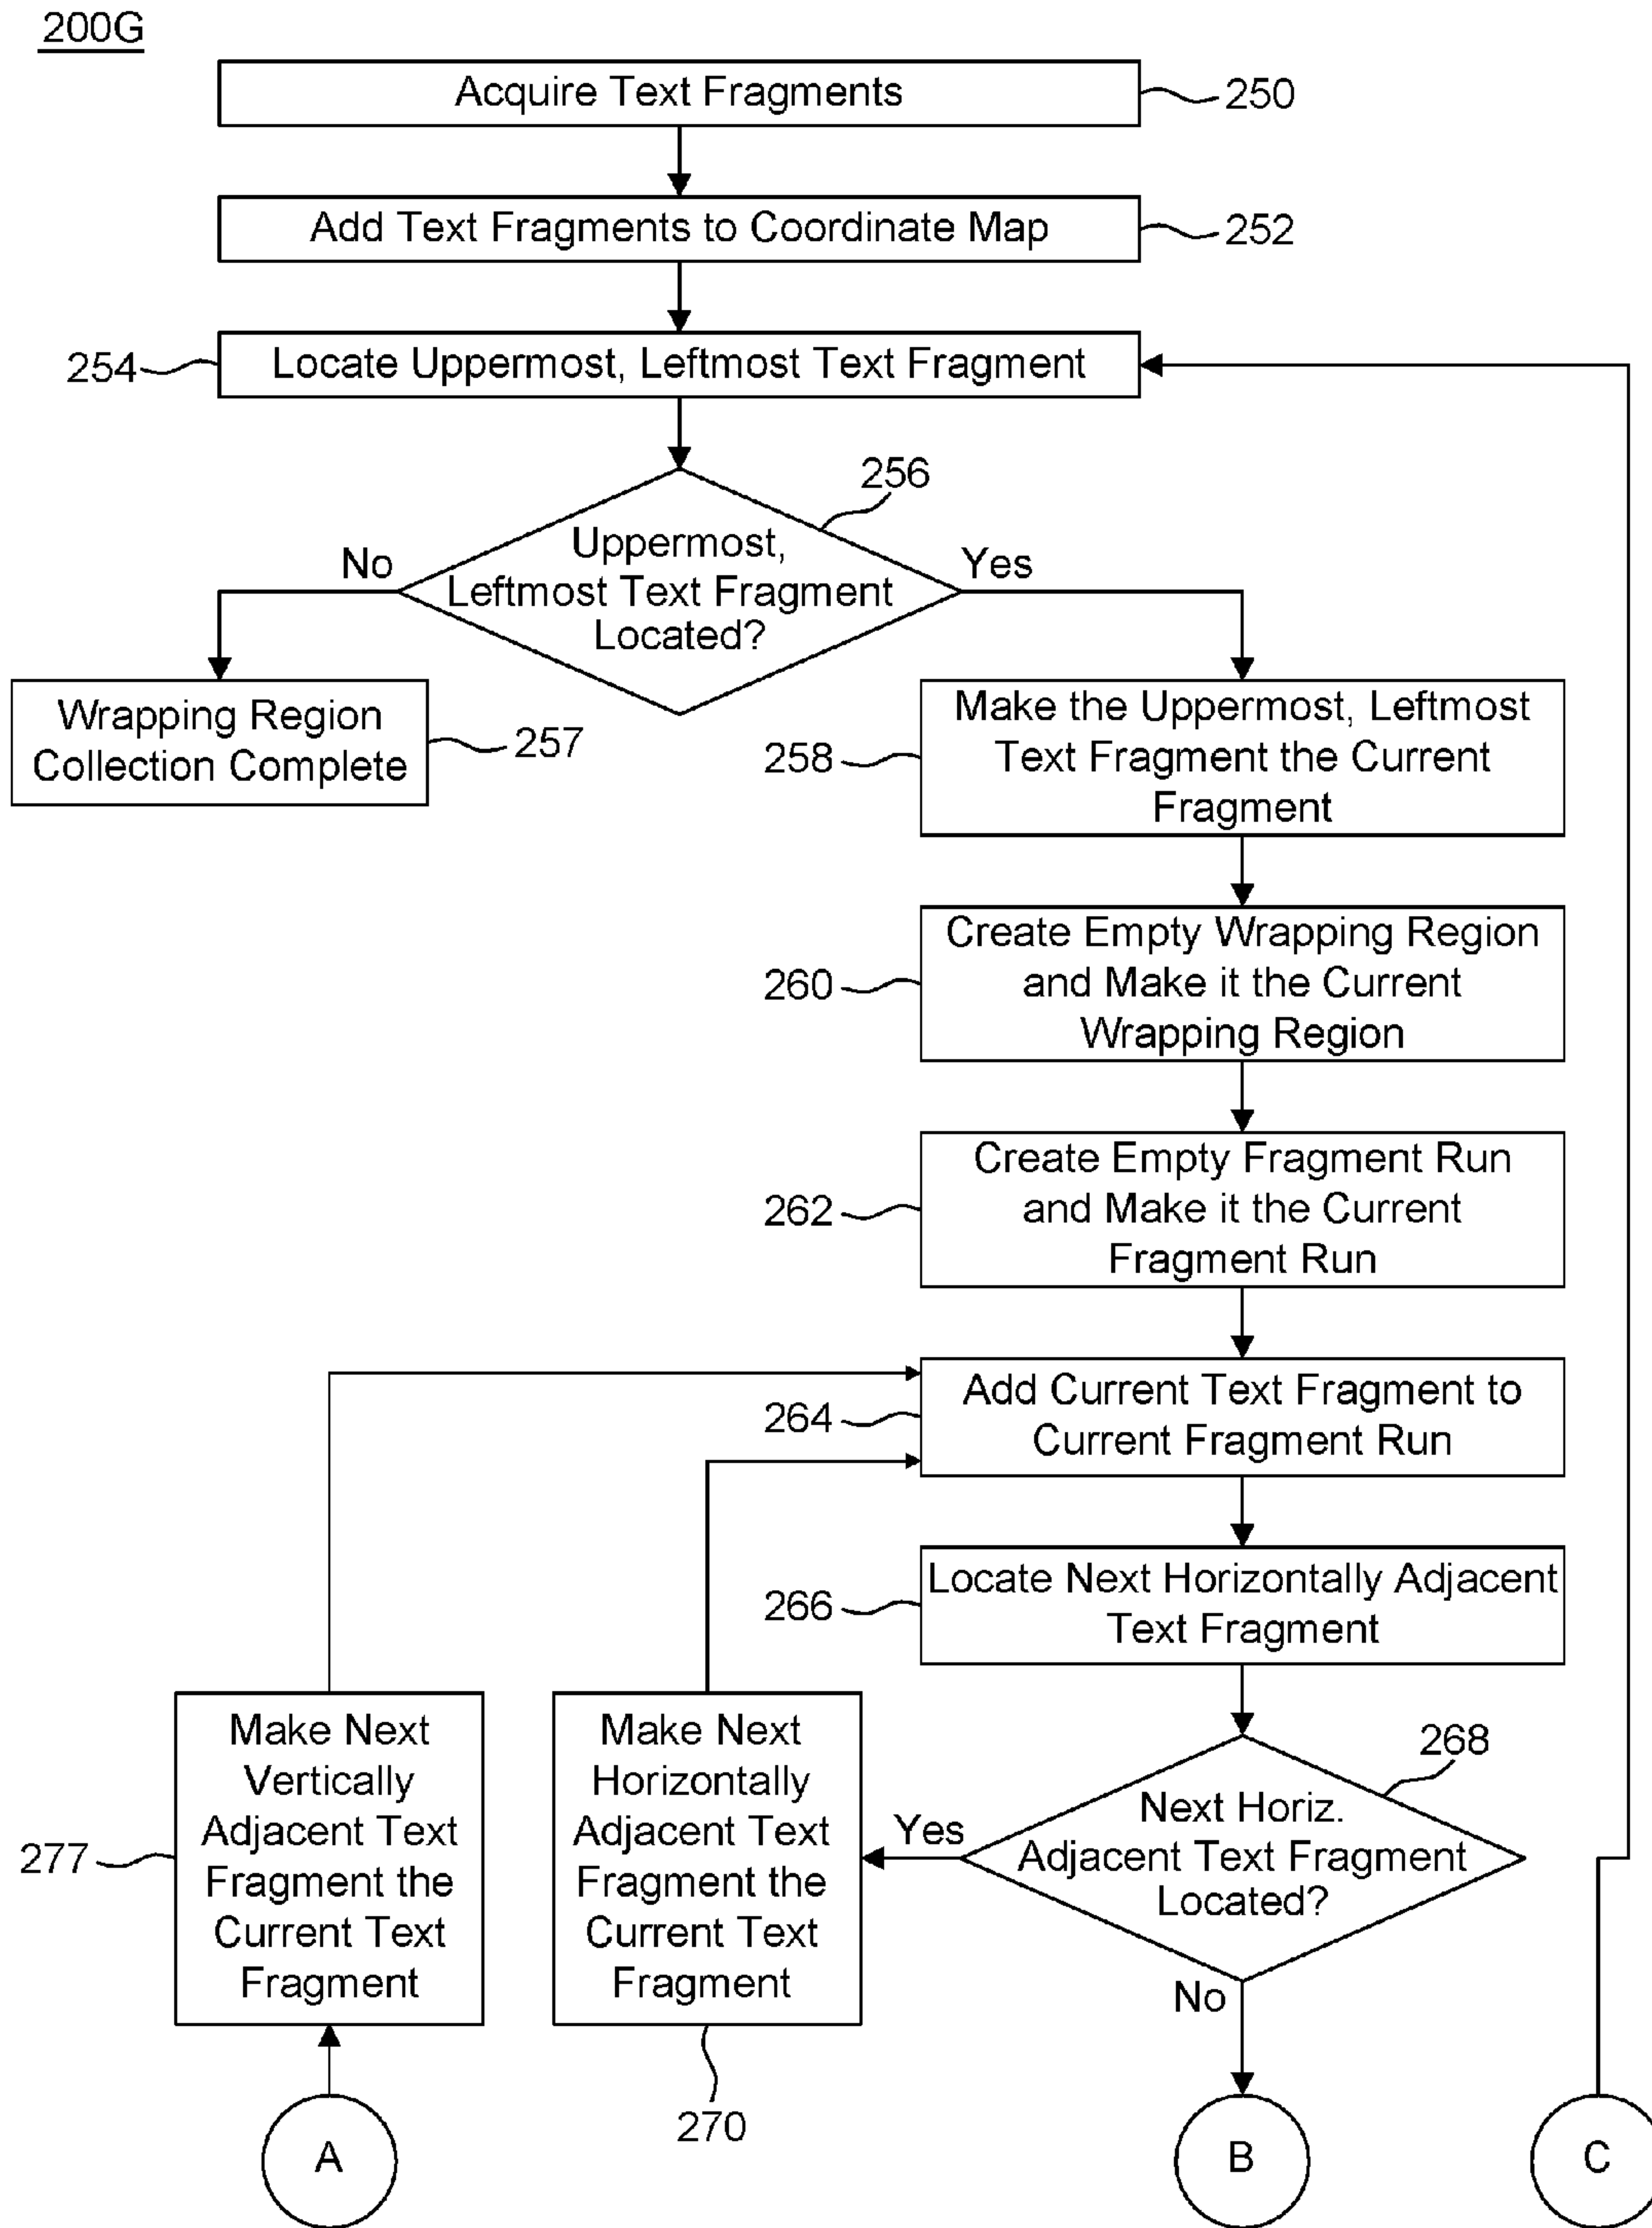 200G
Acquire Text Fragments
250
Add Text Fragments to Coordinate Map
252
254
Locate Uppermost, Leftmost Text Fragment
256
Uppermost,
Leftmost Text Fragment
Located?
No
Yes
Wrapping Region
Collection Complete
257
258
Make the Uppermost, Leftmost
Text Fragment the Current
Fragment
260
Create Empty Wrapping Region
and Make it the Current
Wrapping Region
262
Create Empty Fragment Run
and Make it the Current
Fragment Run
264
Add Current Text Fragment to
Current Fragment Run
266
Locate Next Horizontally Adjacent
Text Fragment
268
Next Horiz.
Adjacent Text Fragment
Located?
Yes
No
277
Make Next
Vertically
Adjacent Text
Fragment the
Current Text
Fragment
Make Next
Horizontally
Adjacent Text
Fragment the
Current Text
Fragment
270
A
B
C